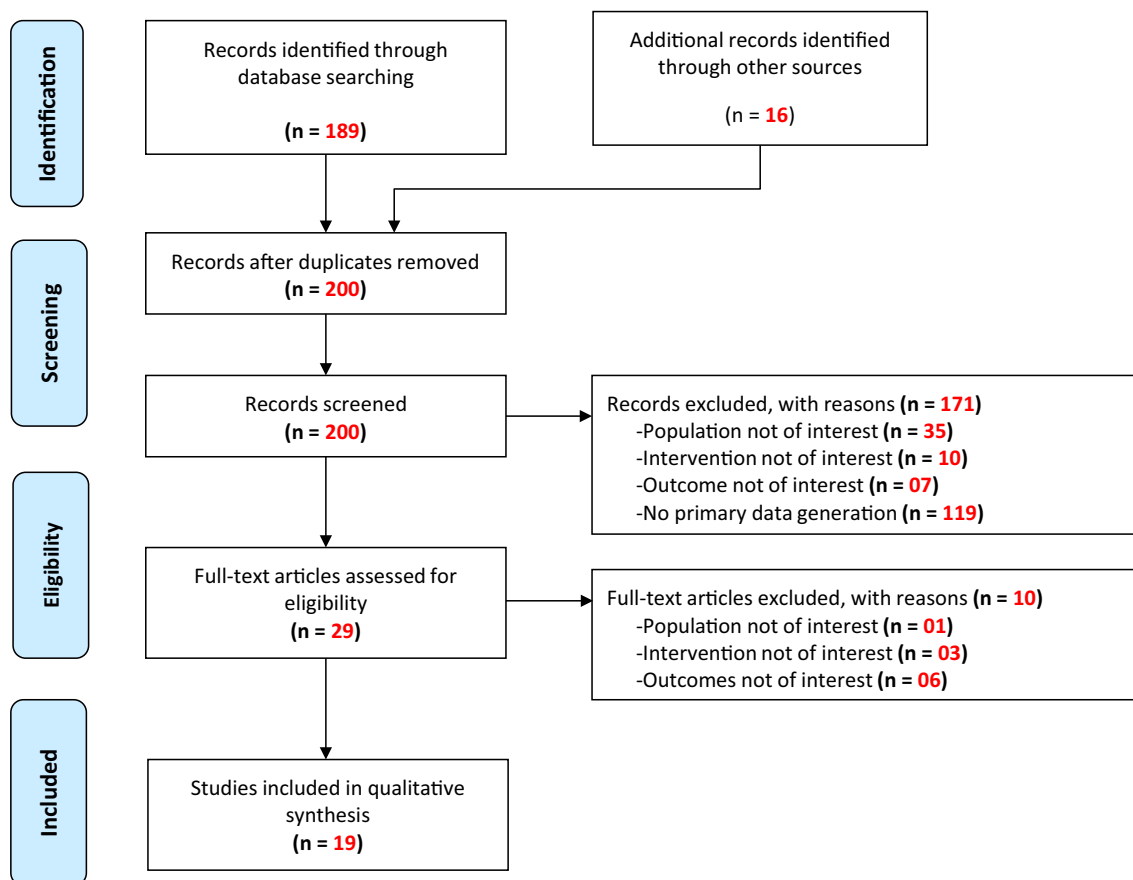 Identification
Records identified through
database searching
(n = 189)
Additional records identified
through other sources
(n = 16)
Screening
Records after duplicates removed
(n = 200)
Records screened
(n = 200)
Records excluded, with reasons (n = 171)
-Population not of interest (n = 35)
-Intervention not of interest (n = 10)
-Outcome not of interest (n = 07)
-No primary data generation (n = 119)
Eligibility
Full-text articles assessed for
eligibility
(n = 29)
Full-text articles excluded, with reasons (n = 10)
-Population not of interest (n = 01)
-Intervention not of interest (n = 03)
-Outcomes not of interest (n = 06)
Included
Studies included in qualitative
synthesis
(n = 19)